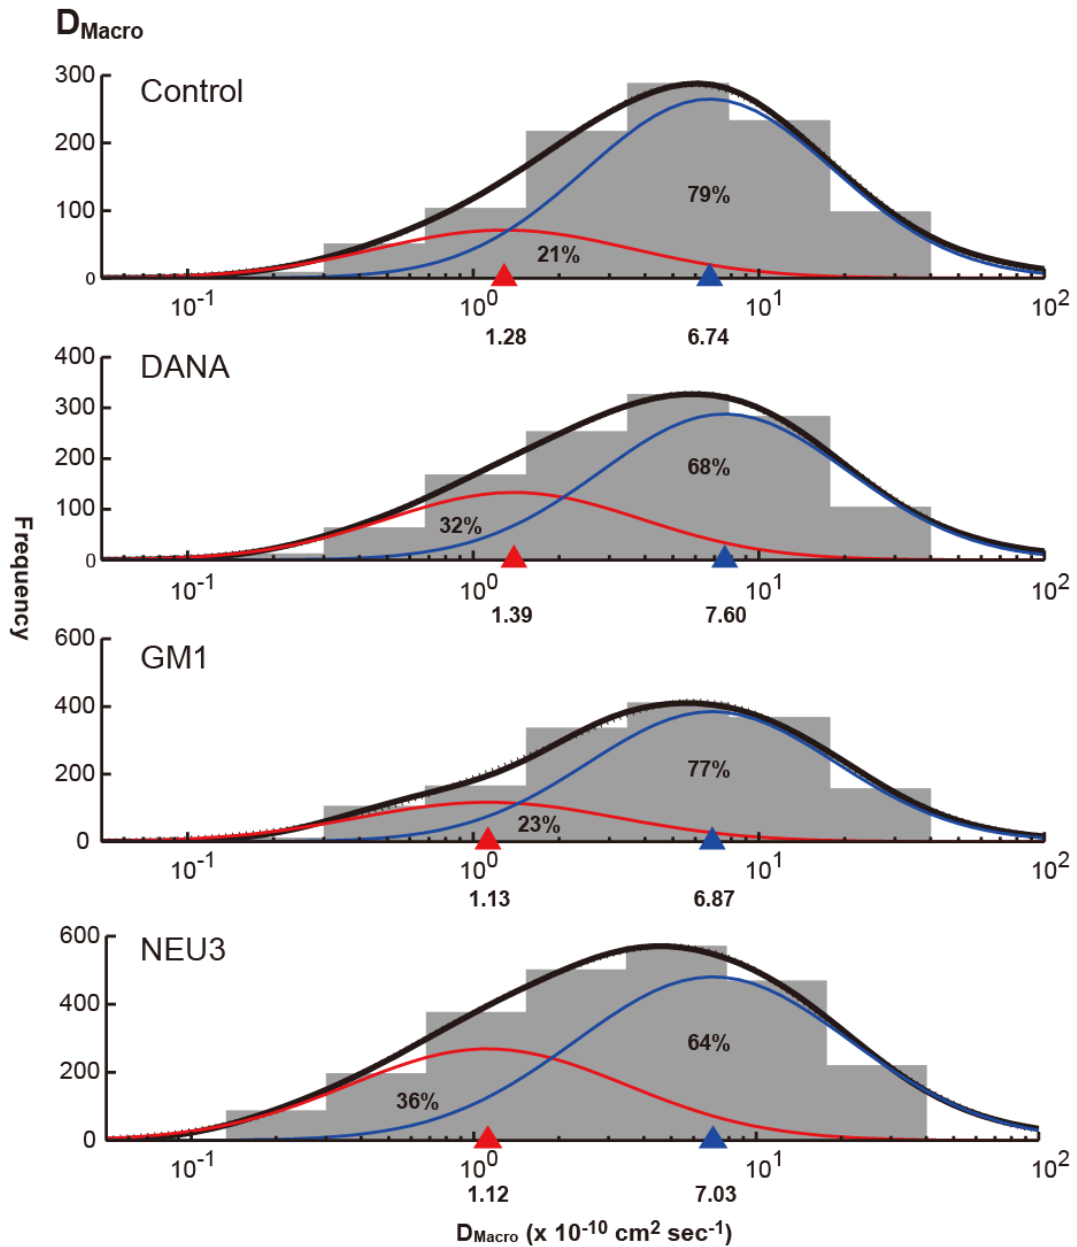 DMacro
Control
300
200
100
0
79%
21%
10-1 100 101 102
1.28 6.74
DANA
400
300
200
100
0
68%
32%
10-1 100 101 102
1.39 7.60
Frequency
GM1
600
400
200
0
77%
23%
10-1 100 101 102
1.13 6.87
NEU3
600
400
200
0
64%
36%
10-1 100 101 102
1.12 7.03
DMacro (x 10-10 cm2 sec-1)